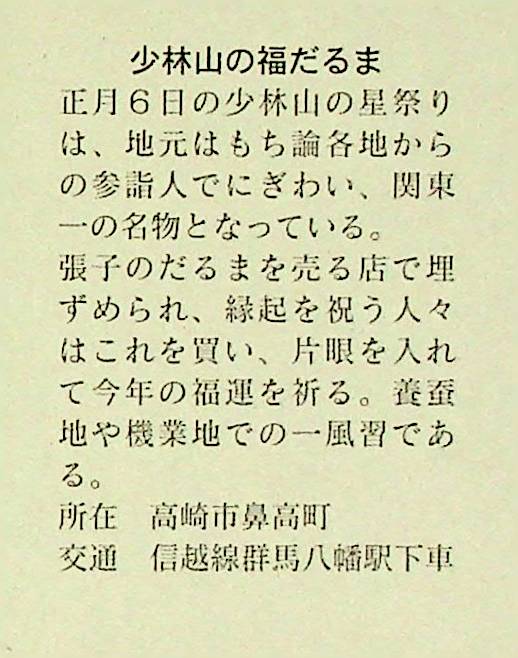 少林山の福だるま
正月６日の少林山の星祭り
は、地元はもち論各地から
の参詣人でにぎわい、関東
一の名物となっている。
張子のだるまを売る店で埋
ずめられ、縁起を祝う人々
はこれを買い、片眼を入れ
て今年の福運を祈る。養蚕
地や機業地での一風習であ
る。
所在　高崎市鼻高町
交通　信越線群馬八幡駅下車